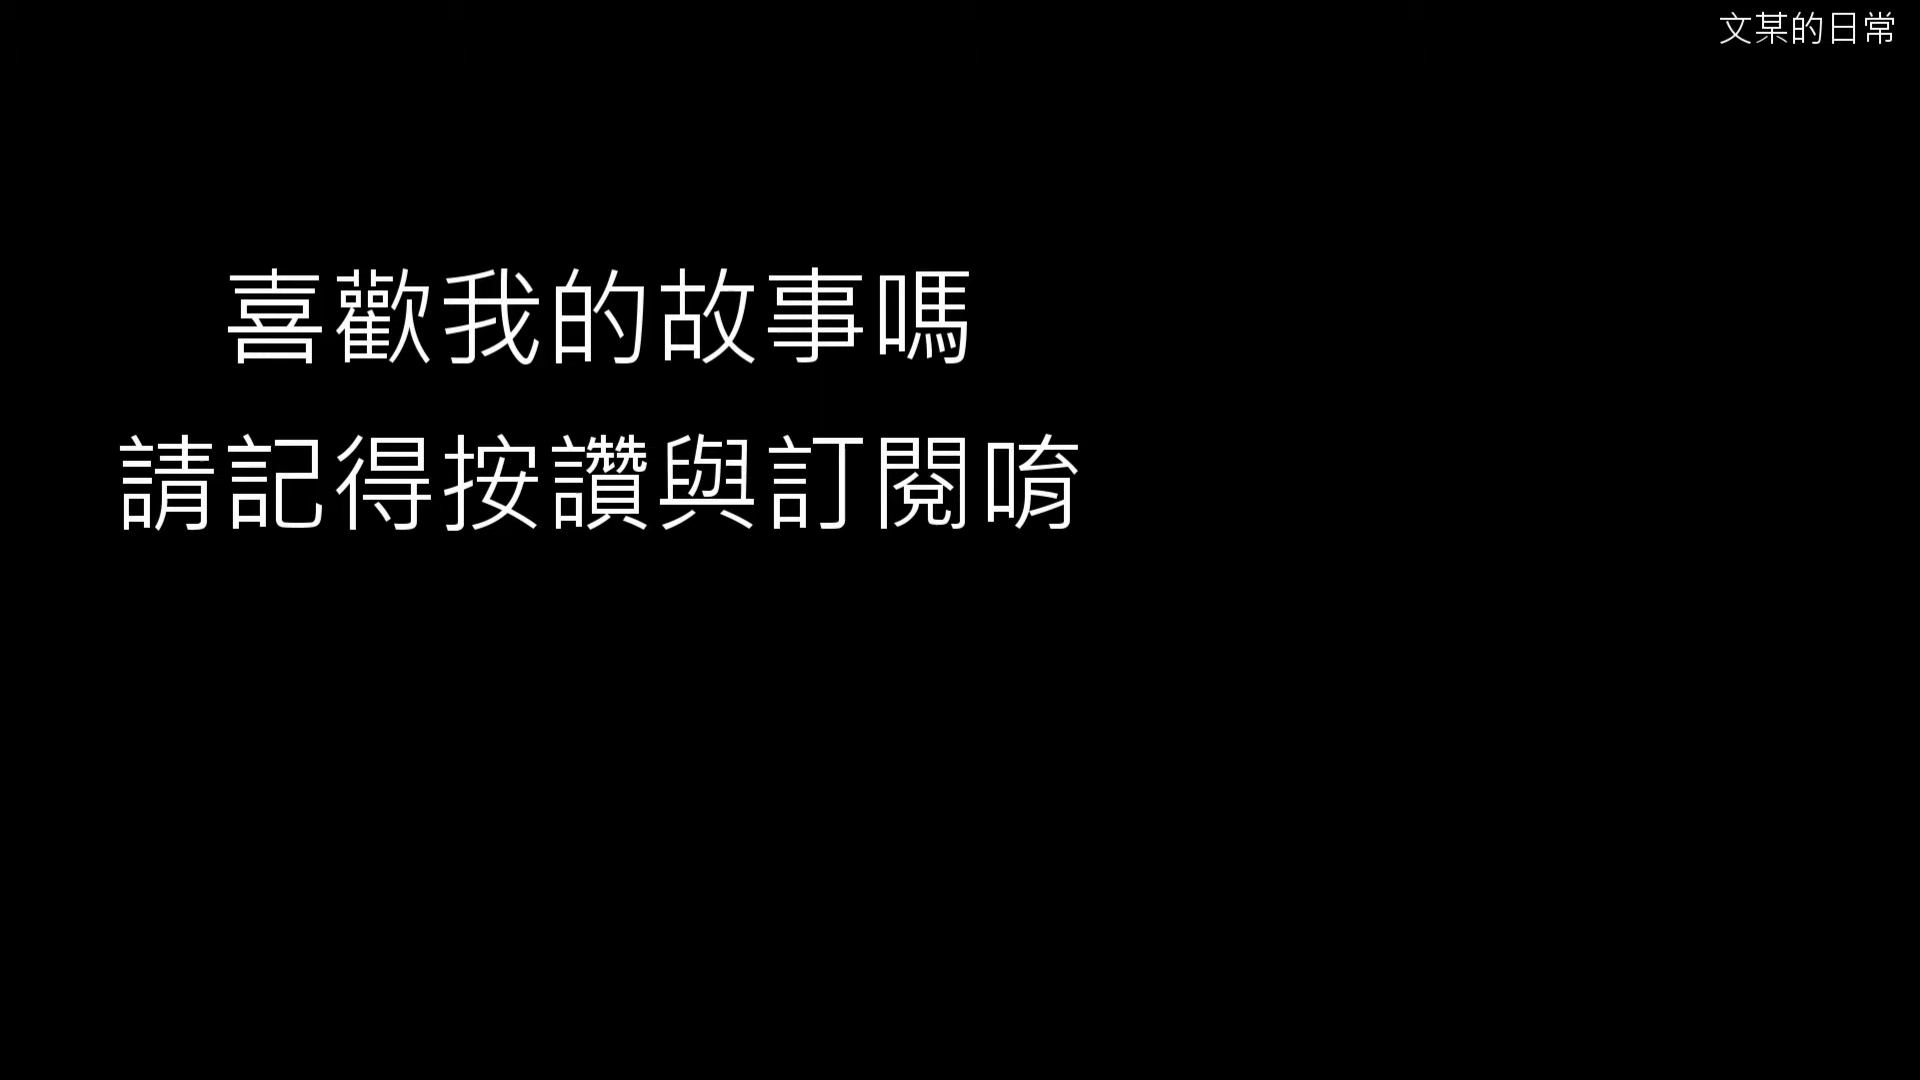 文某的日常
喜歡我的故事嗎
請記得按讚與訂閱唷